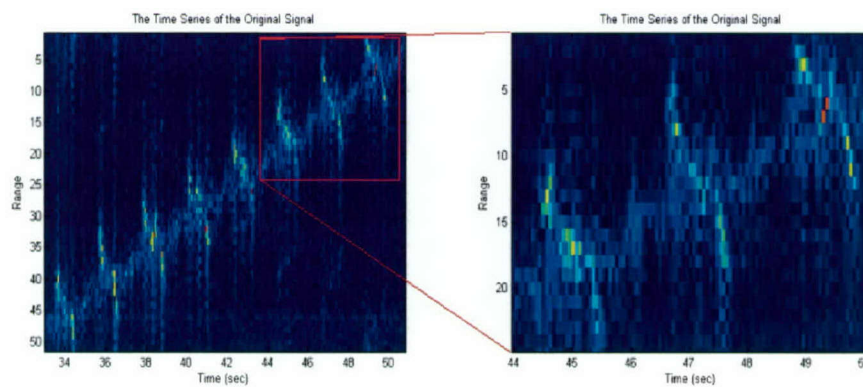 The Time Series of the Original Signal
Range
5
10
15
20
25
30
35
40
45
50
34 36 38 40 42 44 46 48 50
Time (sec)
The Time Series of the Original Signal
Range
5
10
15
20
44 45 46 47 48 49
Time (sec)